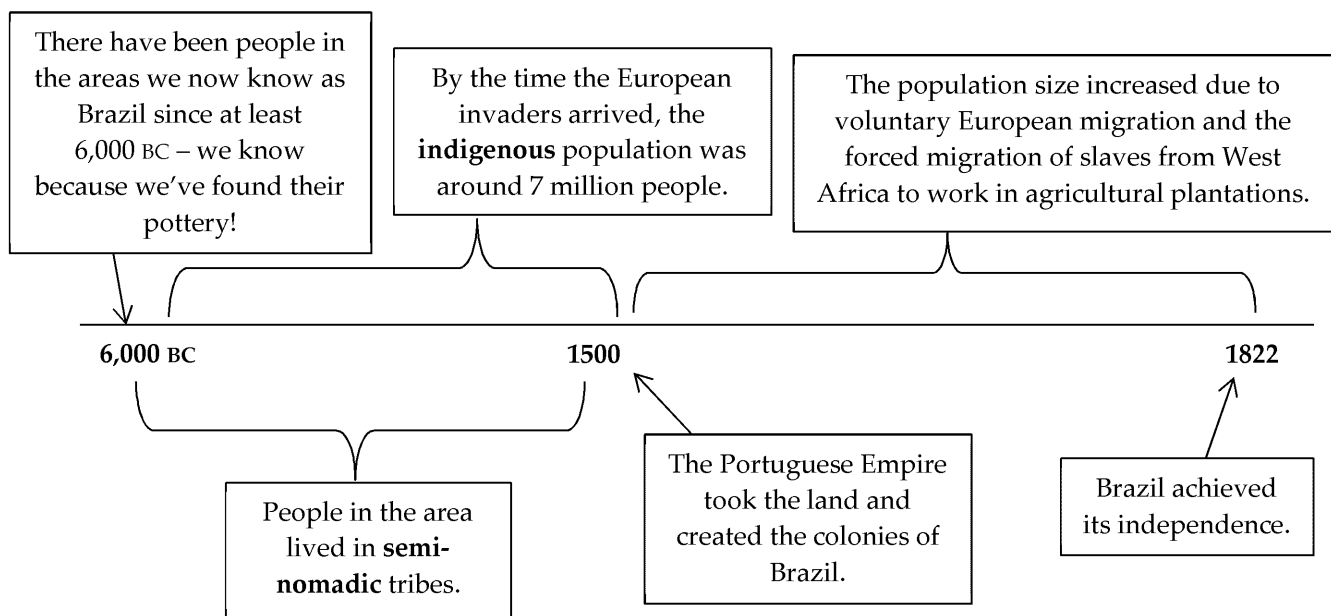 There have been people in
the areas we now know as
Brazil since at least
6,000 BC – we know
because we’ve found their
pottery!
By the time the European
invaders arrived, the
indigenous population was
around 7 million people.
The population size increased due to
voluntary European migration and the
forced migration of slaves from West
Africa to work in agricultural plantations.
6,000 BC
1500
1822
People in the area
lived in semi-
nomadic tribes.
The Portuguese Empire
took the land and
created the colonies of
Brazil.
Brazil achieved
its independence.